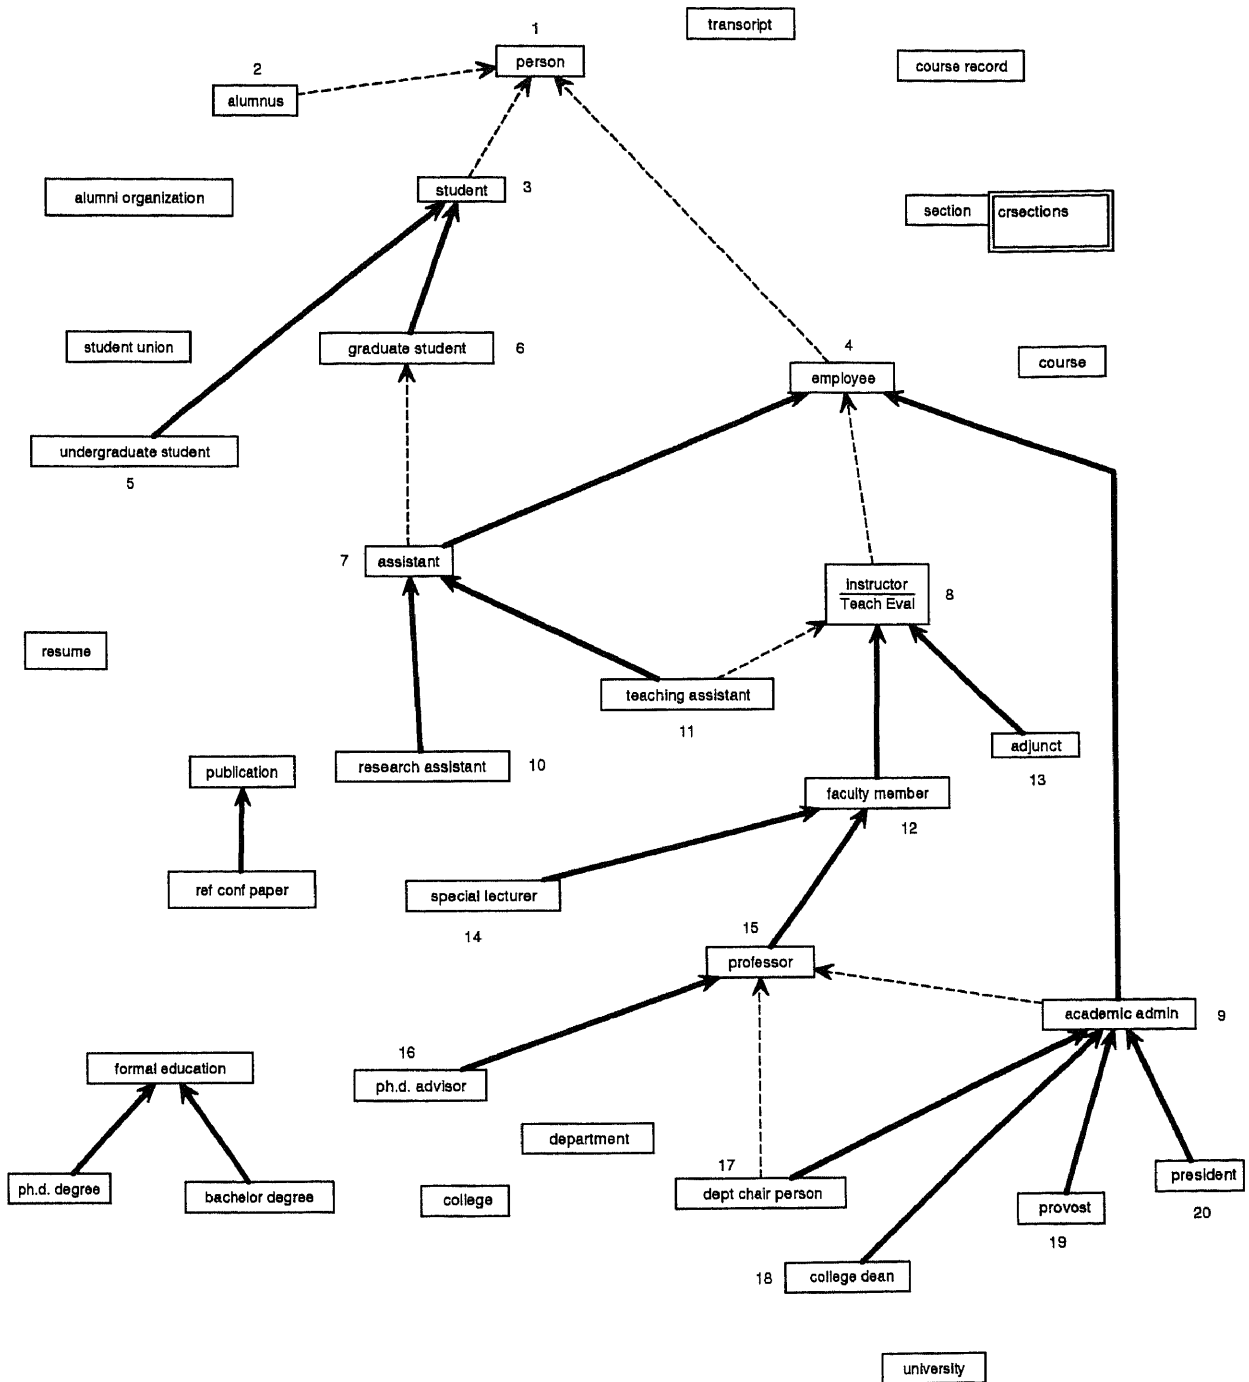 transcript
1
person
course record
2
alumnus
student
3
alumni organization
section
crsections
student union
graduate student
6
4
employee
course
undergraduate student
5
7
assistant
instructor
Teach Eval
8
resume
teaching assistant
11
adjunct
13
publication
research assistant
10
faculty member
12
ref conf paper
special lecturer
14
15
professor
academic admin
9
16
formal education
ph.d. advisor
department
17
ph.d. degree
bachelor degree
college
dept chair person
president
20
provost
19
18
college dean
university